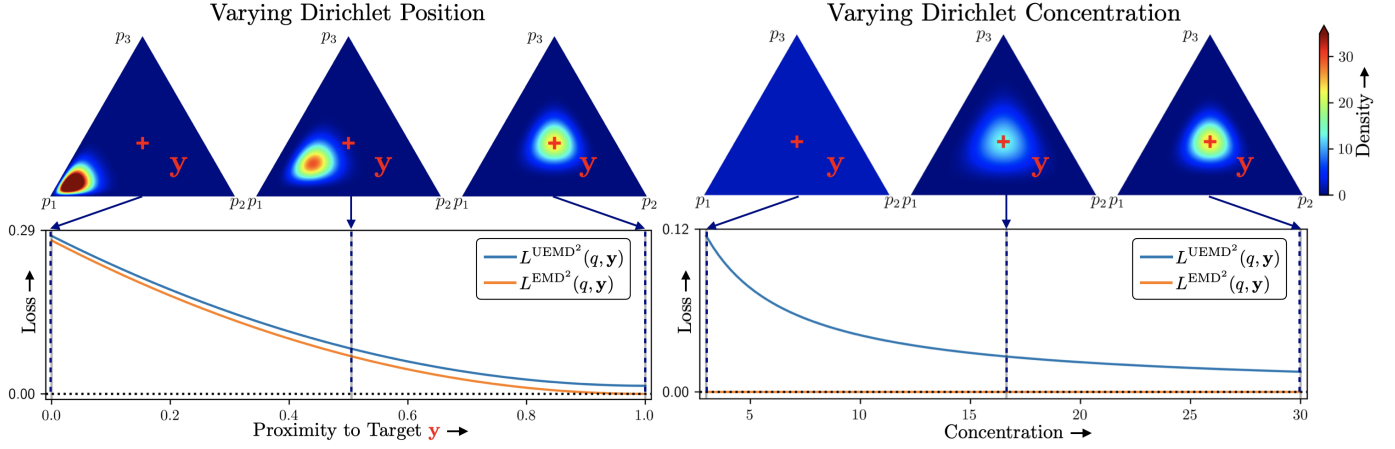 Varying Dirichlet Position
p₃ p₃ p₃
+ y + y + y
p₁ p₂ p₁ p₂ p₁ p₂
0.29
0.00
Loss →
L^UEMD²(q, y)
L^EMD²(q, y)
0.0 0.2 0.4 0.6 0.8 1.0
Proximity to Target y →
Varying Dirichlet Concentration
p₃ p₃ p₃
+ y + y + y
p₁ p₂ p₁ p₂ p₁ p₂
30
20
10
0
Density →
0.12
0.00
Loss →
L^UEMD²(q, y)
L^EMD²(q, y)
5 10 15 20 25 30
Concentration →